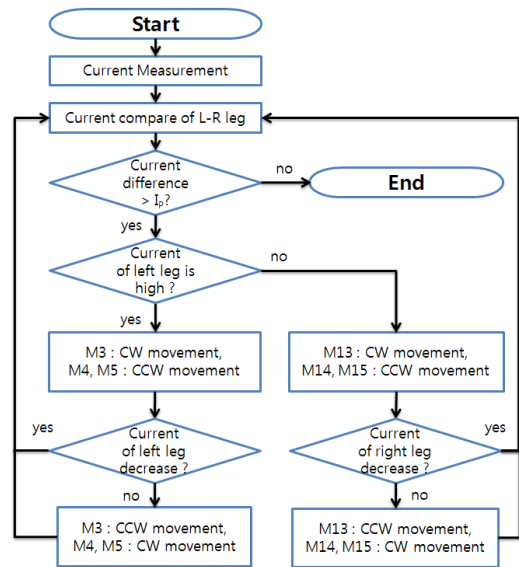 Start
Current Measurement
Current compare of L-R leg
Current
difference
> Ip?
no
End
yes
Current
of left leg is
high ?
no
yes
M3 : CW movement,
M4, M5 : CCW movement
M13 : CW movement,
M14, M15 : CCW movement
yes
Current
of left leg
decrease ?
Current
of right leg
decrease ?
yes
no
no
M3 : CCW movement,
M4, M5 : CW movement
M13 : CCW movement,
M14, M15 : CW movement